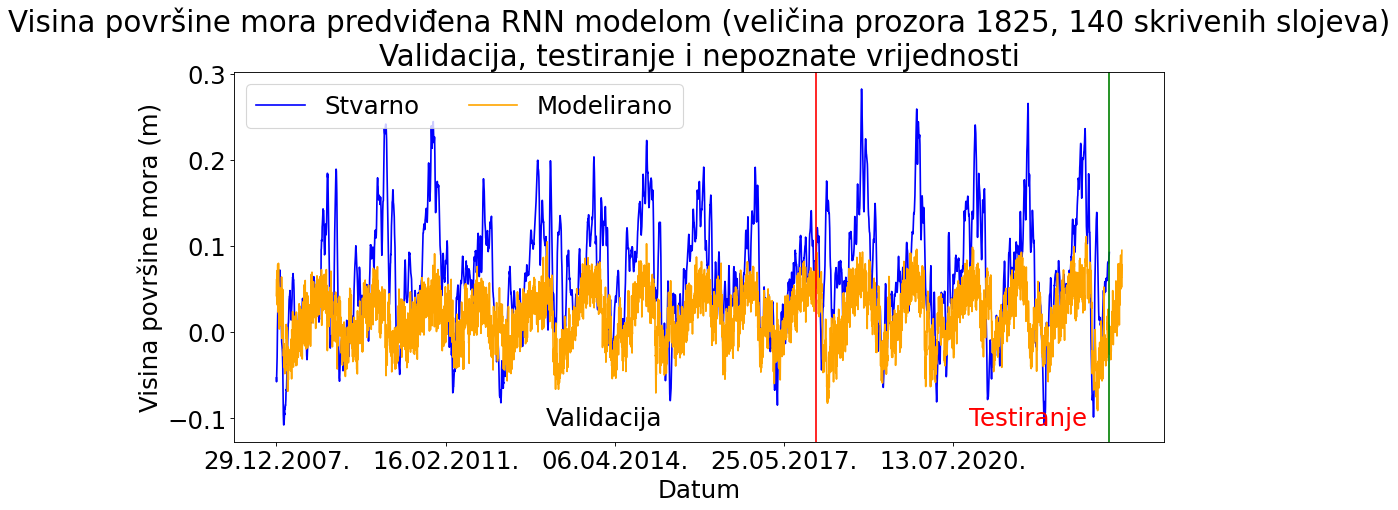 Visina površine mora predviđena RNN modelom (veličina prozora 1825, 140 skrivenih slojeva)
Validacija, testiranje i nepoznate vrijednosti
Stvarno
Modelirano
Visina površine mora (m)
0.3
0.2
0.1
0.0
−0.1
Validacija
Testiranje
29.12.2007.
16.02.2011.
06.04.2014.
25.05.2017.
13.07.2020.
Datum